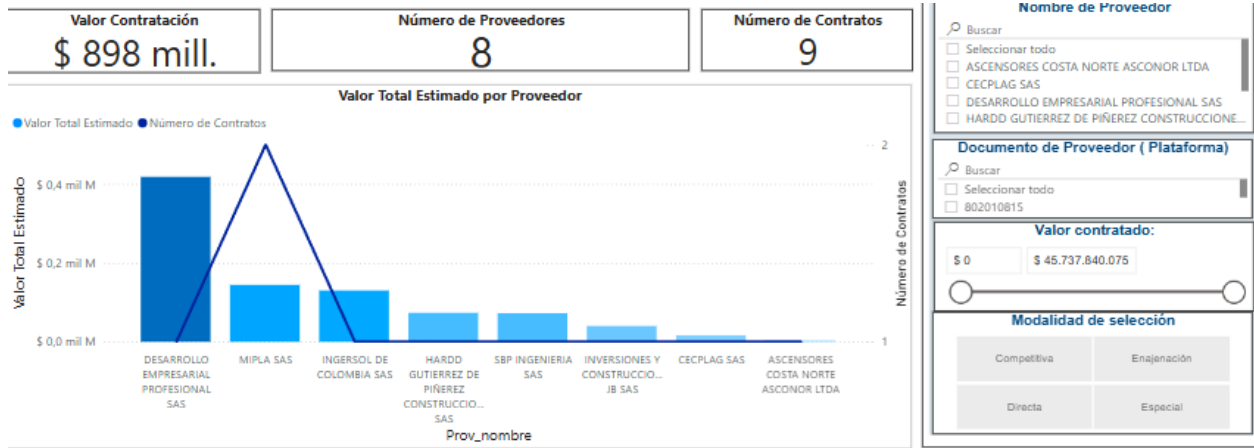 Valor Contratación
$ 898 mill.
Número de Proveedores
8
Número de Contratos
9
Valor Total Estimado por Proveedor
Valor Total Estimado
Número de Contratos
Valor Total Estimado
$ 0,4 mil M
$ 0,2 mil M
$ 0,0 mil M
2
1
Número de Contratos
DESARROLLO
EMPRESARIAL
PROFESIONAL
SAS
MIPLA SAS
INGERSOL DE
COLOMBIA SAS
HARDD
GUTIERREZ DE
PIÑEREZ
CONSTRUCCIO...
SAS
SBP INGENIERIA
SAS
INVERSIONES Y
CONSTRUCCIO...
JB SAS
CECPLAG SAS
ASCENSORES
COSTA NORTE
ASCONOR LTDA
Prov_nombre
Nombre de Proveedor
Buscar
Seleccionar todo
ASCENSORES COSTA NORTE ASCONOR LTDA
CECPLAG SAS
DESARROLLO EMPRESARIAL PROFESIONAL SAS
HARDO GUTIERREZ DE PIÑEREZ CONSTRUCCIONE...
Documento de Proveedor ( Plataforma)
Buscar
Seleccionar todo
802010815
Valor contratado:
$ 0
$ 45.737.840.075
Modalidad de selección
Competitiva
Enajenación
Directa
Especial